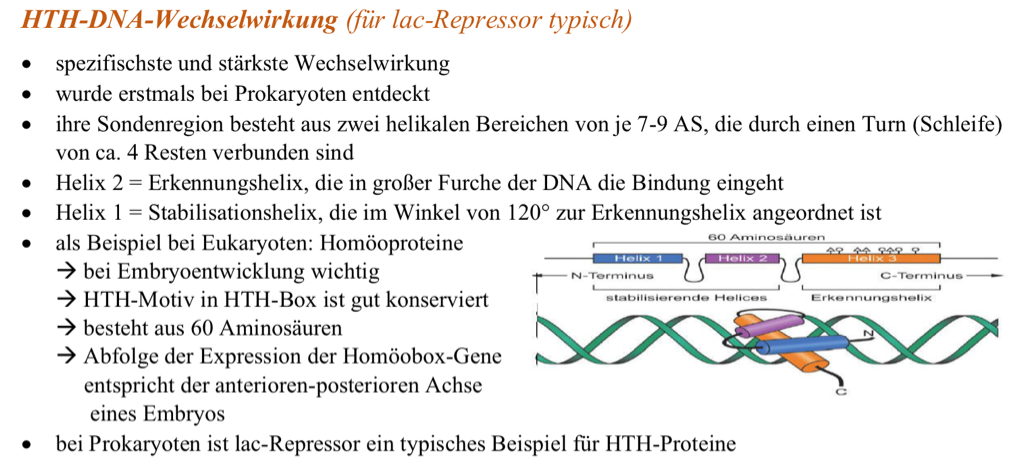 HTH-DNA-Wechselwirkung (für lac-Repressor typisch)
• spezifischste und stärkste Wechselwirkung
• wurde erstmals bei Prokaryoten entdeckt
• ihre Sondenregion besteht aus zwei helikalen Bereichen von je 7-9 AS, die durch einen Turn (Schleife)
von ca. 4 Resten verbunden sind
• Helix 2 = Erkennungshelix, die in großer Furche der DNA die Bindung eingeht
• Helix 1 = Stabilisationshelix, die im Winkel von 120° zur Erkennungshelix angeordnet ist
• als Beispiel bei Eukaryoten: Homöoproteine
→ bei Embryoentwicklung wichtig
→ HTH-Motiv in HTH-Box ist gut konserviert
→ besteht aus 60 Aminosäuren
→ Abfolge der Expression der Homöobox-Gene
entspricht der anterioren-posterioren Achse
eines Embryos
• bei Prokaryoten ist lac-Repressor ein typisches Beispiel für HTH-Proteine
60 Aminosäuren
Helix 1 Helix 2 Helix 3
N-Terminus C-Terminus
stabilisierende Helices Erkennungshelix
N
C